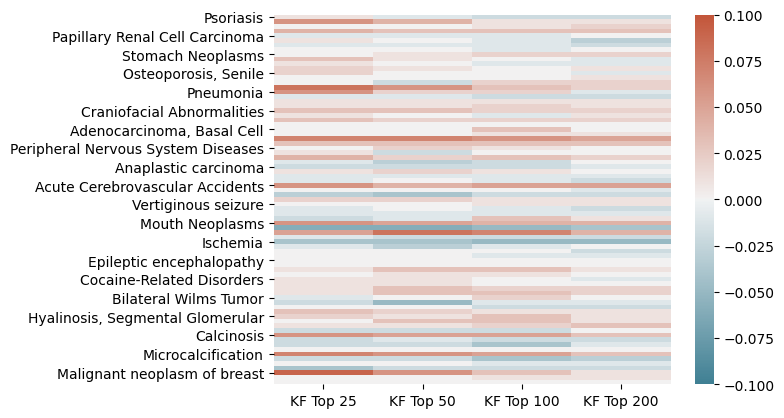 Psoriasis
Papillary Renal Cell Carcinoma
Stomach Neoplasms
Osteoporosis, Senile
Pneumonia
Craniofacial Abnormalities
Adenocarcinoma, Basal Cell
Peripheral Nervous System Diseases
Anaplastic carcinoma
Acute Cerebrovascular Accidents
Vertiginous seizure
Mouth Neoplasms
Ischemia
Epileptic encephalopathy
Cocaine-Related Disorders
Bilateral Wilms Tumor
Hyalinosis, Segmental Glomerular
Calcinosis
Microcalcification
Malignant neoplasm of breast
KF Top 25 KF Top 50 KF Top 100 KF Top 200
0.100
0.075
0.050
0.025
0.000
−0.025
−0.050
−0.075
−0.100